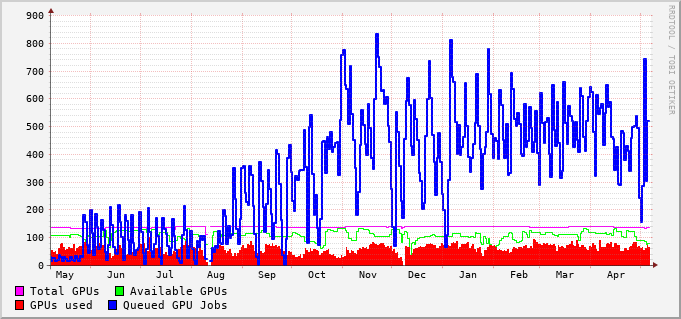 900
800
700
600
500
400
300
200
100
0
May Jun Jul Aug Sep Oct Nov Dec Jan Feb Mar Apr
Total GPUs Available GPUs
GPUs used Queued GPU Jobs
RRDTOOL / TOBI OETIKER